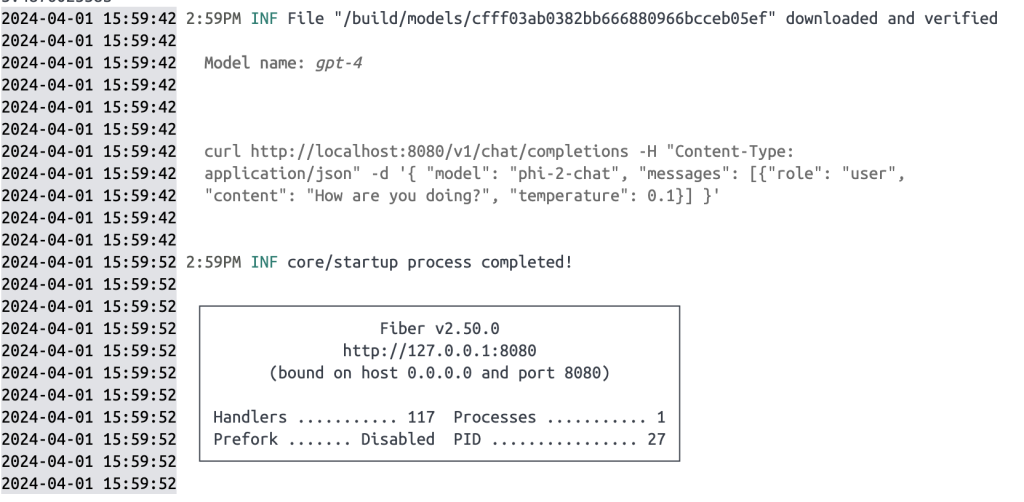 2024-04-01 15:59:42 2:59PM INF File "/build/models/cfff03ab0382bb666880966bcceb05ef" downloaded and verified
2024-04-01 15:59:42
2024-04-01 15:59:42 Model name: gpt-4
2024-04-01 15:59:42
2024-04-01 15:59:42
2024-04-01 15:59:42
2024-04-01 15:59:42 curl http://localhost:8080/v1/chat/completions -H "Content-Type:
2024-04-01 15:59:42 application/json" -d '{ "model": "phi-2-chat", "messages": [{"role": "user",
2024-04-01 15:59:42 "content": "How are you doing?", "temperature": 0.1}] }'
2024-04-01 15:59:42
2024-04-01 15:59:42
2024-04-01 15:59:52 2:59PM INF core/startup process completed!
2024-04-01 15:59:52
2024-04-01 15:59:52
2024-04-01 15:59:52 Fiber v2.50.0
2024-04-01 15:59:52 http://127.0.0.1:8080
2024-04-01 15:59:52 (bound on host 0.0.0.0 and port 8080)
2024-04-01 15:59:52
2024-04-01 15:59:52 Handlers ........... 117 Processes ........... 1
2024-04-01 15:59:52 Prefork ....... Disabled PID ................ 27
2024-04-01 15:59:52
2024-04-01 15:59:52